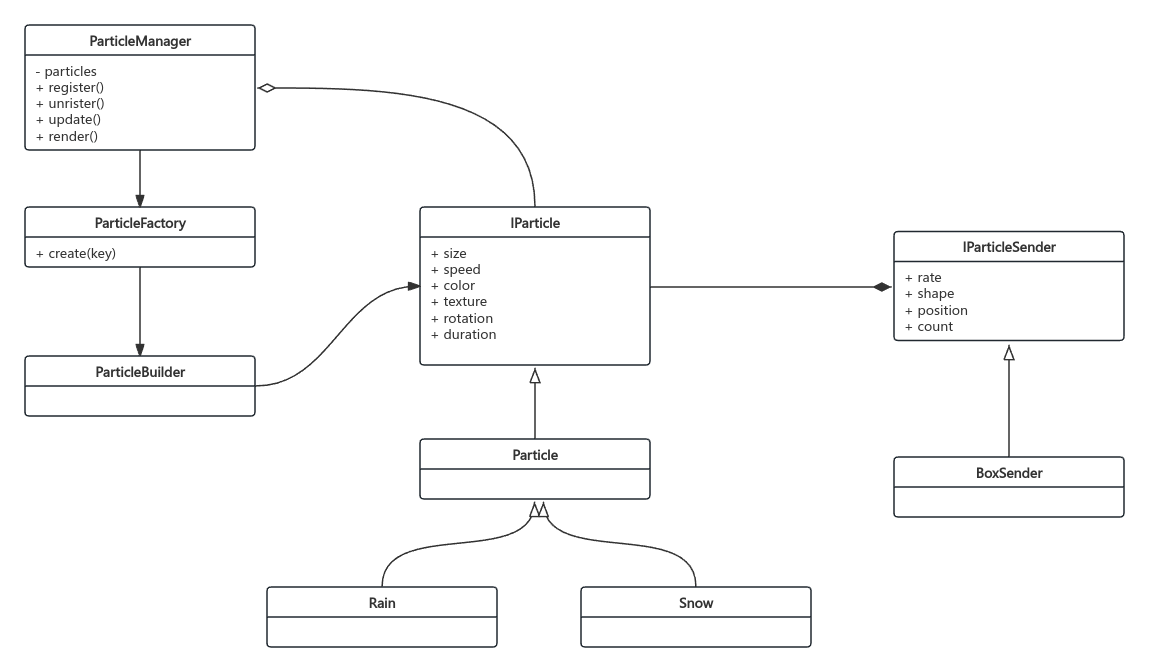 ParticleManager
- particles
+ register()
+ unrister()
+ update()
+ render()
ParticleFactory
+ create(key)
ParticleBuilder
IParticle
+ size
+ speed
+ color
+ texture
+ rotation
+ duration
IParticleSender
+ rate
+ shape
+ position
+ count
Particle
BoxSender
Rain
Snow